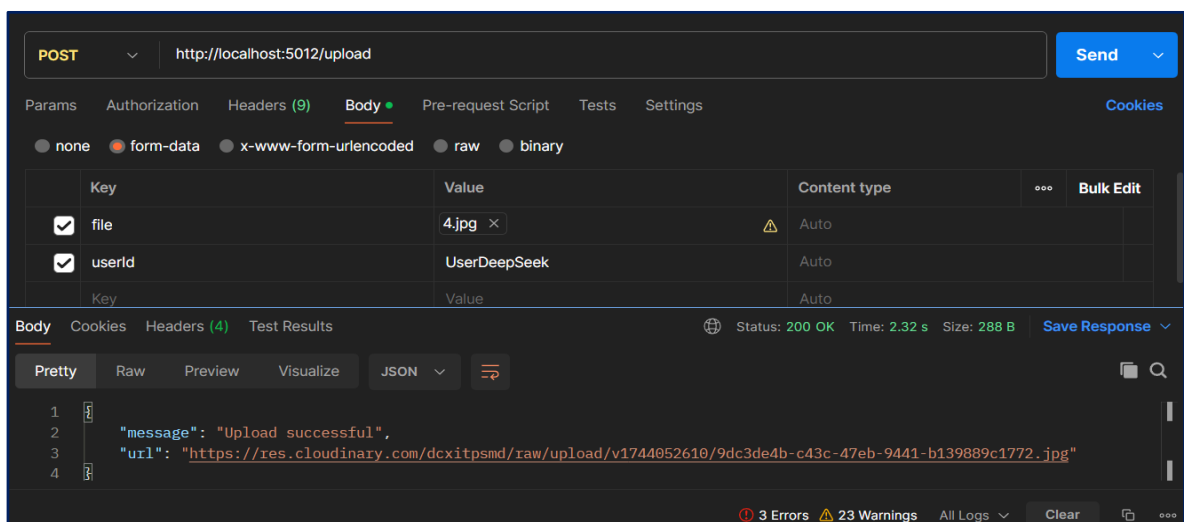 POST http://localhost:5012/upload Send
Params Authorization Headers (9) Body Pre-request Script Tests Settings Cookies
none form-data x-www-form-urlencoded raw binary
Key Value Content type ooo Bulk Edit
file 4.jpg × Auto
userId UserDeepSeek Auto
Key Value Auto
Body Cookies Headers (4) Test Results Status: 200 OK Time: 2.32 s Size: 288 B Save Response
Pretty Raw Preview Visualize JSON
1 {
2 "message": "Upload successful",
3 "url": "https://res.cloudinary.com/dcxitpsmd/raw/upload/v1744052610/9dc3de4b-c43c-47eb-9441-b139889c1772.jpg"
4 }
3 Errors 23 Warnings All Logs Clear ooo